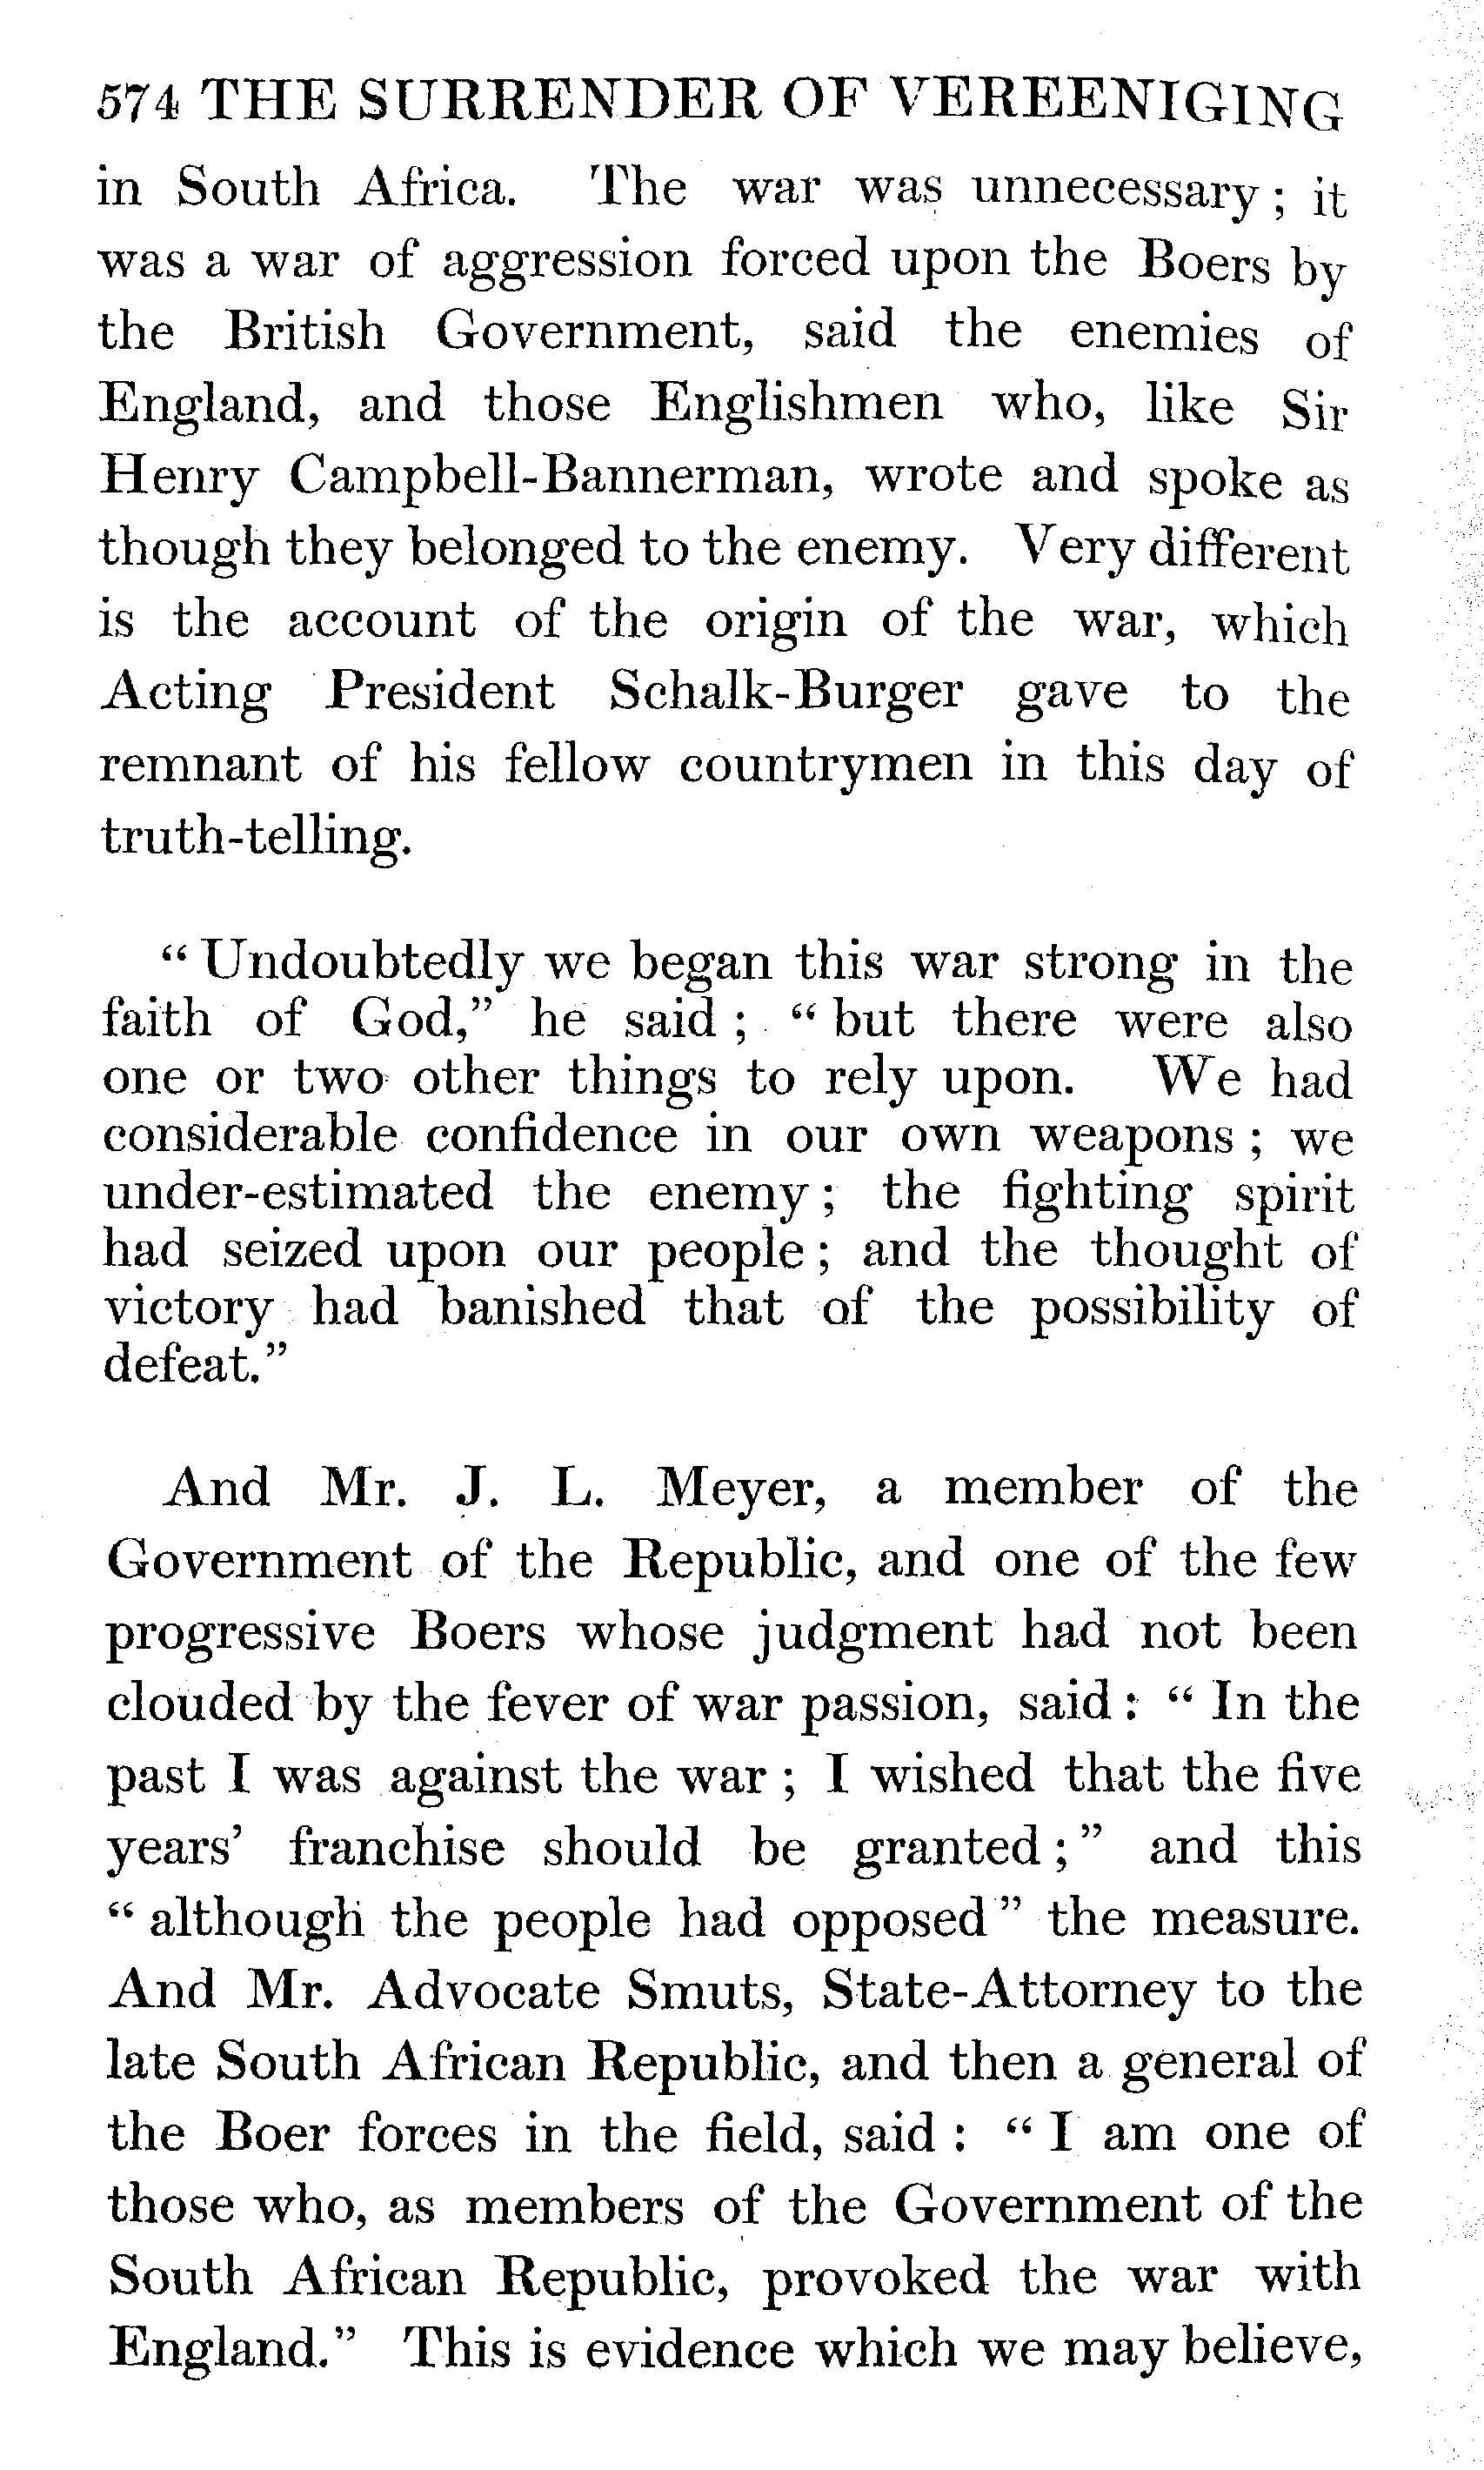 574 THE SURRENDER OF VEREENIGING
in South Africa. The war was unnecessary; it
was a war of aggression forced upon the Boers by
the British Government, said the enemies of
England, and those Englishmen who, like Sir
Henry Campbell-Bannerman, wrote and spoke as
though they belonged to the enemy. Very different
is the account of the origin of the war, which
Acting President Schalk-Burger gave to the
remnant of his fellow countrymen in this day of
truth-telling.
"Undoubtedly we began this war strong in the
faith of God," he said; "but there were also
one or two other things to rely upon. We had
considerable confidence in our own weapons; we
under-estimated the enemy; the fighting spirit
had seized upon our people; and the thought of
victory had banished that of the possibility of
defeat."
And Mr. J. L. Meyer, a member of the
Government of the Republic, and one of the few
progressive Boers whose judgment had not been
clouded by the fever of war passion, said: "In the
past I was against the war; I wished that the five
years' franchise should be granted;" and this
"although the people had opposed" the measure.
And Mr. Advocate Smuts, State-Attorney to the
late South African Republic, and then a general of
the Boer forces in the field, said: "I am one of
those who, as members of the Government of the
South African Republic, provoked the war with
England." This is evidence which we may believe,